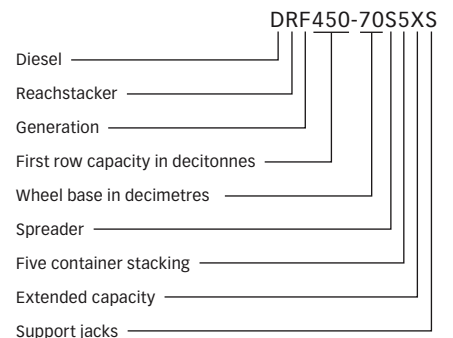 DRF450-70S5XS
Diesel
Reachstacker
Generation
First row capacity in decitonnes
Wheel base in decimetres
Spreader
Five container stacking
Extended capacity
Support jacks